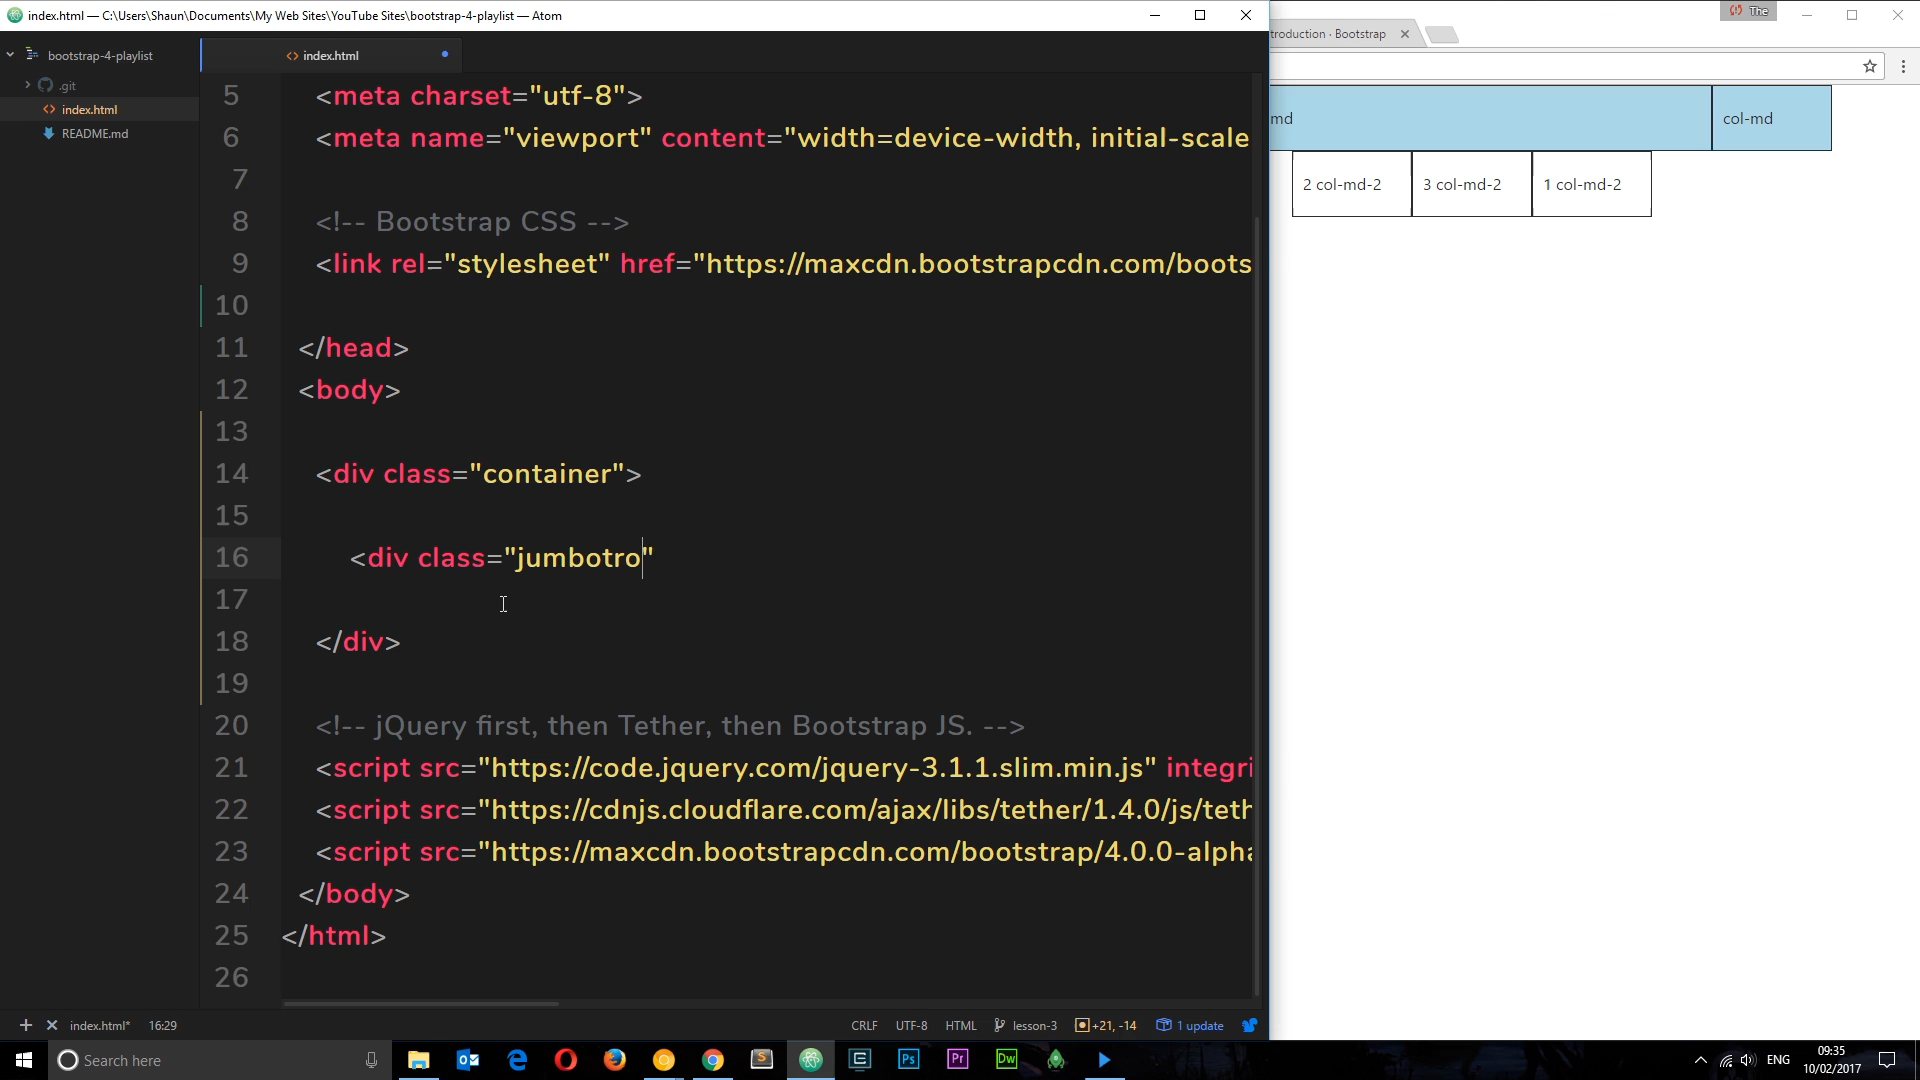 index.html — C:\Users\Shaun\Documents\My Web Sites\YouTube Sites\bootstrap-4-playlist — Atom
The
bootstrap-4-playlist
.git
index.html
README.md
index.html
troduction · Bootstrap
5 <meta charset="utf-8">
6 <meta name="viewport" content="width=device-width, initial-scale
7
8 <!-- Bootstrap CSS -->
9 <link rel="stylesheet" href="https://maxcdn.bootstrapcdn.com/boots
10
11 </head>
12 <body>
13
14 <div class="container">
15
16 <div class="jumbotro"
17
18 </div>
19
20 <!-- jQuery first, then Tether, then Bootstrap JS. -->
21 <script src="https://code.jquery.com/jquery-3.1.1.slim.min.js" integri
22 <script src="https://cdnjs.cloudflare.com/ajax/libs/tether/1.4.0/js/teth
23 <script src="https://maxcdn.bootstrapcdn.com/bootstrap/4.0.0-alpha
24 </body>
25 </html>
26
md
col-md
2 col-md-2
3 col-md-2
1 col-md-2
index.html* 16:29
CRLF UTF-8 HTML lesson-3 +21, -14 1 update
Search here
ENG
09:35
10/02/2017